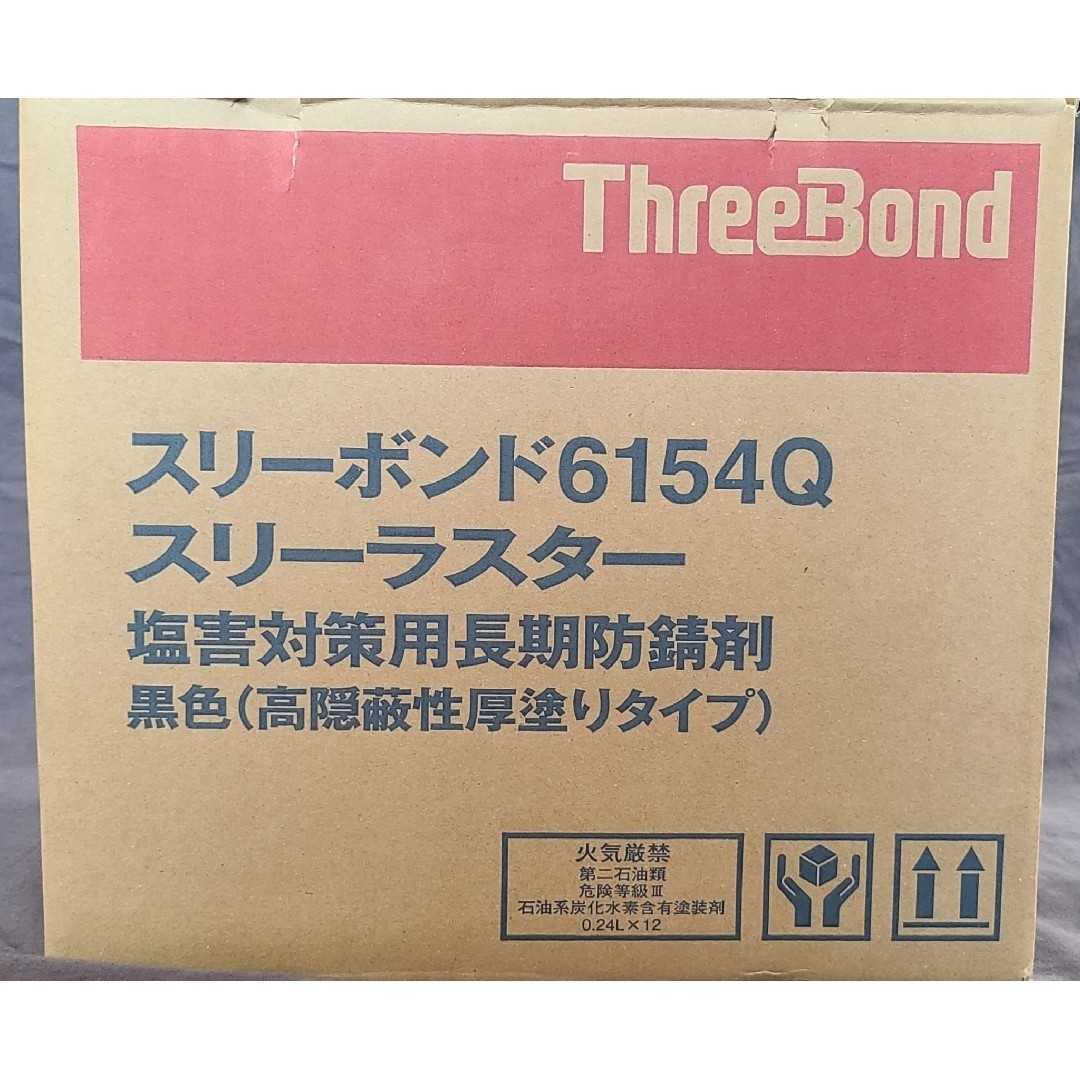 ThreeBond
スリーボンド6154Q
スリーラスター
塩害対策用長期防錆剤
黒色(高隠蔽性厚塗りタイプ)
火気厳禁
第二石油類
危険等級Ⅲ
石油系炭化水素含有塗装剤
0.24L×12